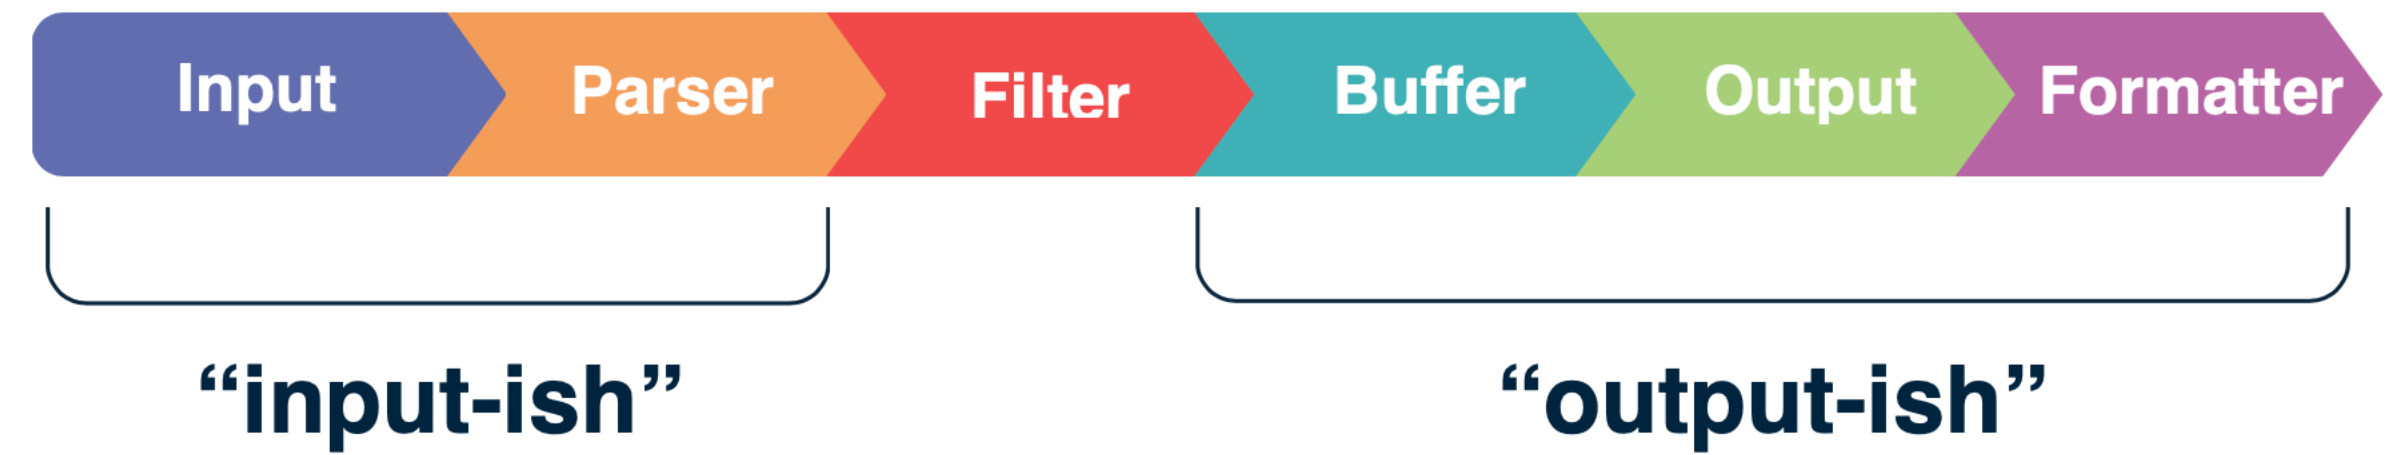 Input Parser Filter Buffer Output Formatter
“input-ish” “output-ish”